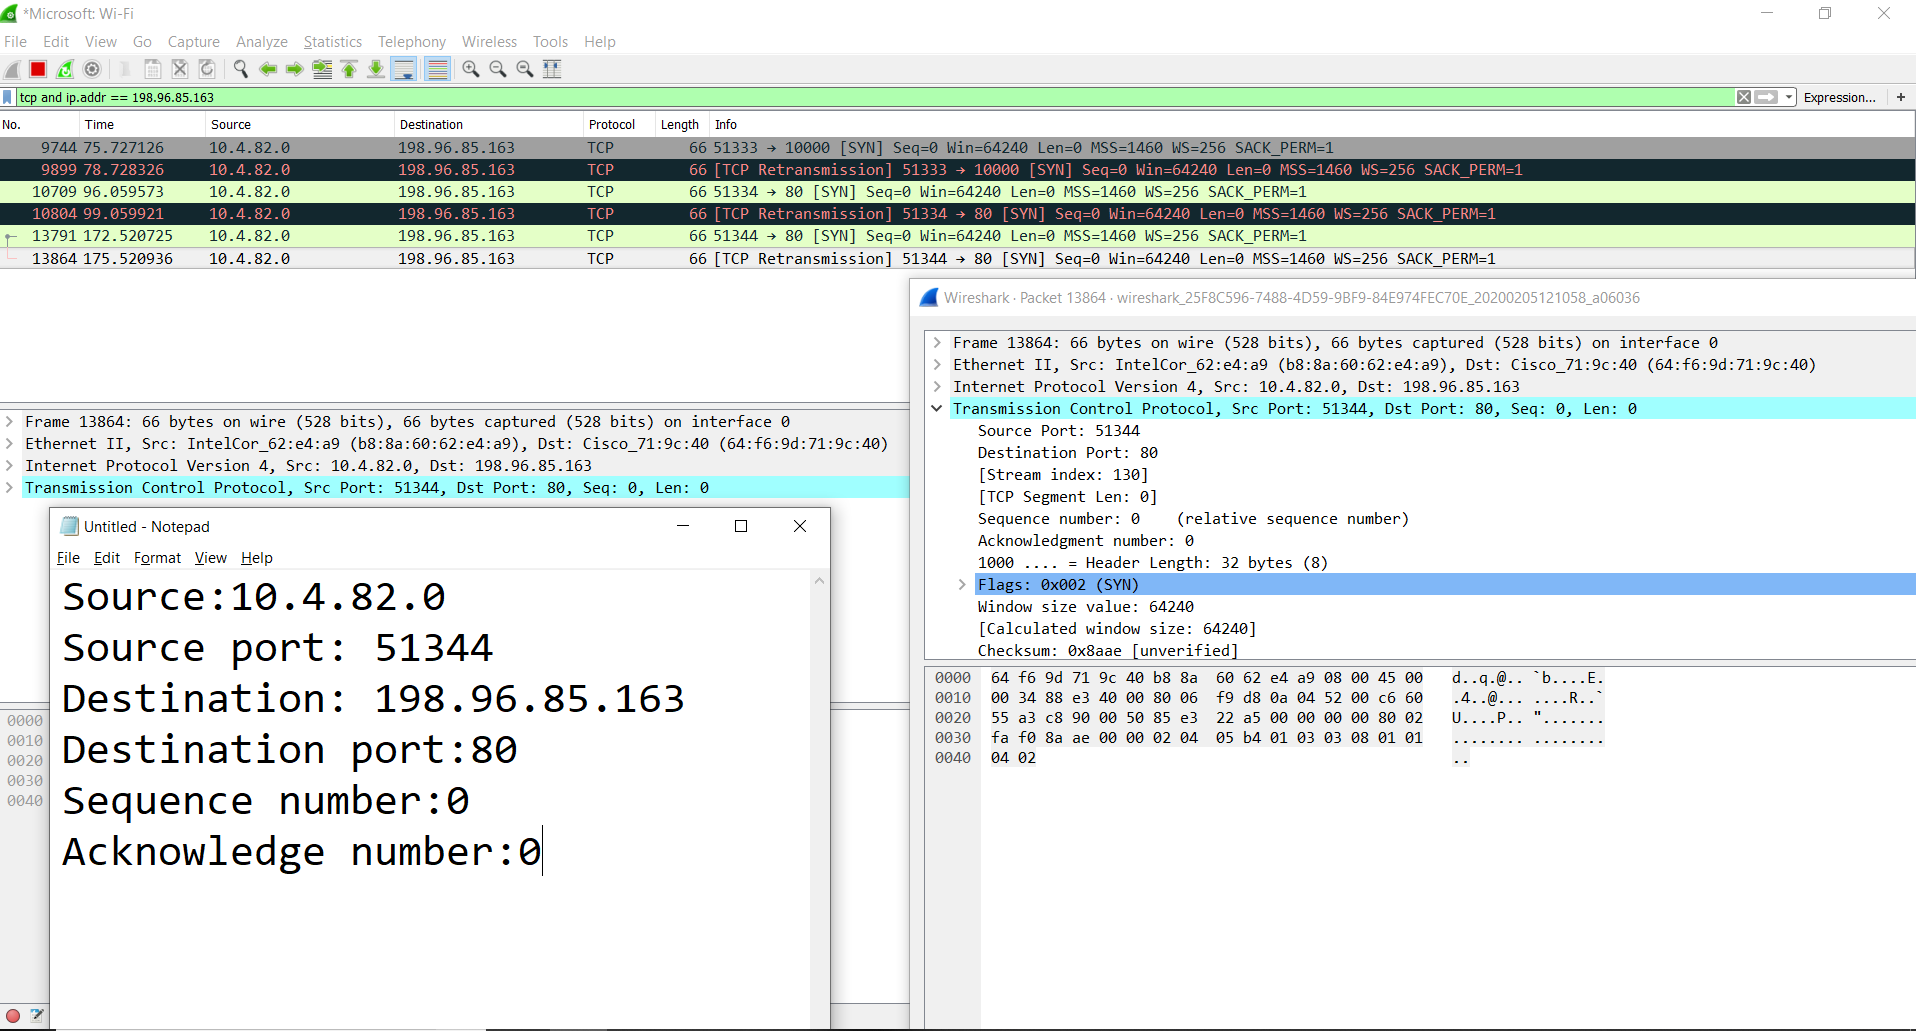 *Microsoft: Wi-Fi
File Edit View Go Capture Analyze Statistics Telephony Wireless Tools Help
tcp and ip.addr == 198.96.85.163
Expression... +
No. Time Source Destination Protocol Length Info
9744 75.727126 10.4.82.0 198.96.85.163 TCP 66 51333 → 10000 [SYN] Seq=0 Win=64240 Len=0 MSS=1460 WS=256 SACK_PERM=1
9899 78.728326 10.4.82.0 198.96.85.163 TCP 66 [TCP Retransmission] 51333 → 10000 [SYN] Seq=0 Win=64240 Len=0 MSS=1460 WS=256 SACK_PERM=1
10709 96.059573 10.4.82.0 198.96.85.163 TCP 66 51334 → 80 [SYN] Seq=0 Win=64240 Len=0 MSS=1460 WS=256 SACK_PERM=1
10804 99.059921 10.4.82.0 198.96.85.163 TCP 66 [TCP Retransmission] 51334 → 80 [SYN] Seq=0 Win=64240 Len=0 MSS=1460 WS=256 SACK_PERM=1
13791 172.520725 10.4.82.0 198.96.85.163 TCP 66 51344 → 80 [SYN] Seq=0 Win=64240 Len=0 MSS=1460 WS=256 SACK_PERM=1
13864 175.520936 10.4.82.0 198.96.85.163 TCP 66 [TCP Retransmission] 51344 → 80 [SYN] Seq=0 Win=64240 Len=0 MSS=1460 WS=256 SACK_PERM=1
Frame 13864: 66 bytes on wire (528 bits), 66 bytes captured (528 bits) on interface 0
Ethernet II, Src: IntelCor_62:e4:a9 (b8:8a:60:62:e4:a9), Dst: Cisco_71:9c:40 (64:f6:9d:71:9c:40)
Internet Protocol Version 4, Src: 10.4.82.0, Dst: 198.96.85.163
Transmission Control Protocol, Src Port: 51344, Dst Port: 80, Seq: 0, Len: 0
0000
0010
0020
0030
0040
Untitled - Notepad
File Edit Format View Help
Source:10.4.82.0
Source port: 51344
Destination: 198.96.85.163
Destination port:80
Sequence number:0
Acknowledge number:0
Wireshark · Packet 13864 · wireshark_25F8C596-7488-4D59-9BF9-84E974FEC70E_20200205121058_a06036
Frame 13864: 66 bytes on wire (528 bits), 66 bytes captured (528 bits) on interface 0
Ethernet II, Src: IntelCor_62:e4:a9 (b8:8a:60:62:e4:a9), Dst: Cisco_71:9c:40 (64:f6:9d:71:9c:40)
Internet Protocol Version 4, Src: 10.4.82.0, Dst: 198.96.85.163
Transmission Control Protocol, Src Port: 51344, Dst Port: 80, Seq: 0, Len: 0
Source Port: 51344
Destination Port: 80
[Stream index: 130]
[TCP Segment Len: 0]
Sequence number: 0 (relative sequence number)
Acknowledgment number: 0
1000 .... = Header Length: 32 bytes (8)
Flags: 0x002 (SYN)
Window size value: 64240
[Calculated window size: 64240]
Checksum: 0x8aae [unverified]
0000 64 f6 9d 71 9c 40 b8 8a 60 62 e4 a9 08 00 45 00 d..q.@.. `b....E.
0010 00 34 88 e3 40 00 80 06 f9 d8 0a 04 52 00 c6 60 .4..@... ....R..`
0020 55 a3 c8 90 00 50 85 e3 22 a5 00 00 00 00 80 02 U....P.. ".......
0030 fa f0 8a ae 00 00 02 04 05 b4 01 03 03 08 01 01 ........ ........
0040 04 02 ..